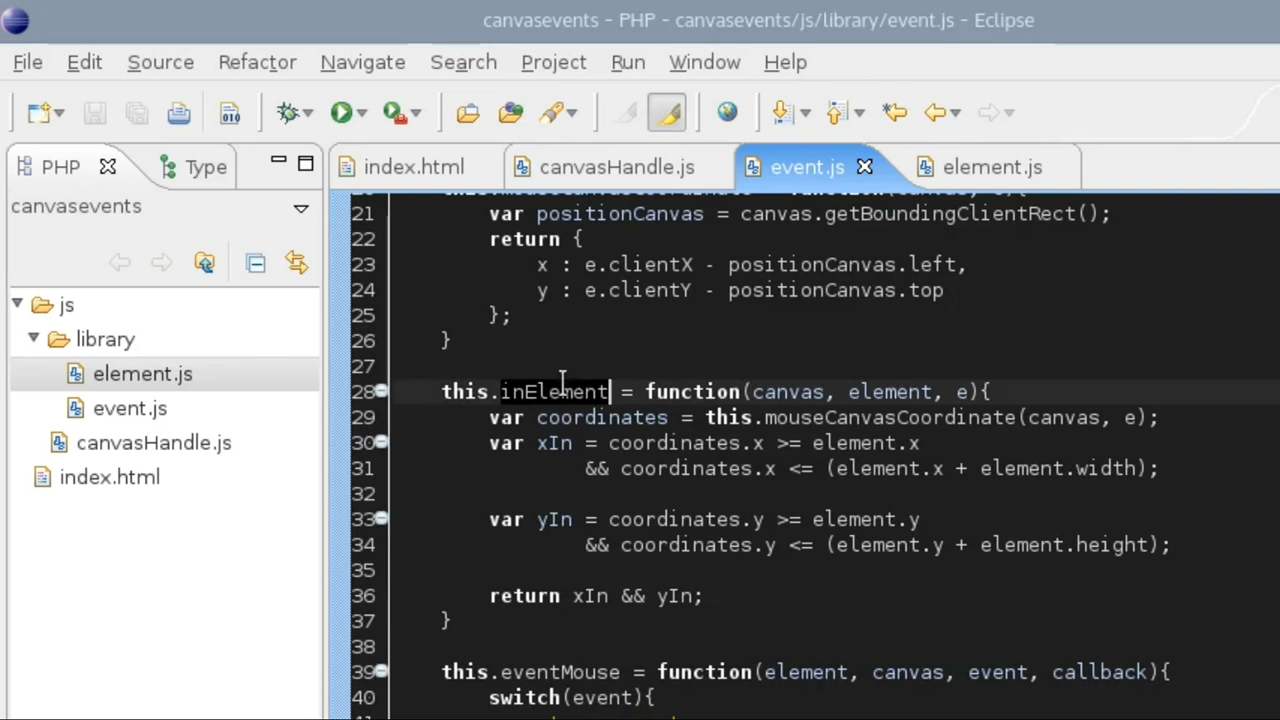 canvasevents - PHP - canvasevents/js/library/event.js - Eclipse
File Edit Source Refactor Navigate Search Project Run Window Help
010
PHP Type
index.html canvasHandle.js event.js element.js
canvasevents
js
library
element.js
event.js
canvasHandle.js
index.html
21 var positionCanvas = canvas.getBoundingClientRect();
22 return {
23 x : e.clientX - positionCanvas.left,
24 y : e.clientY - positionCanvas.top
25 };
26 }
27
28 this.inElement = function(canvas, element, e){
29 var coordinates = this.mouseCanvasCoordinate(canvas, e);
30 var xIn = coordinates.x >= element.x
31 && coordinates.x <= (element.x + element.width);
32
33 var yIn = coordinates.y >= element.y
34 && coordinates.y <= (element.y + element.height);
35
36 return xIn && yIn;
37 }
38
39 this.eventMouse = function(element, canvas, event, callback){
40 switch(event){